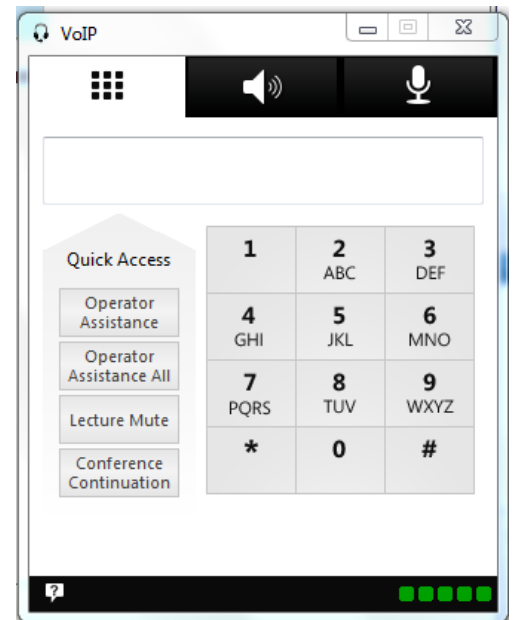 VoIP
Quick Access
Operator
Assistance
Operator
Assistance All
Lecture Mute
Conference
Continuation
1 2 3
ABC DEF
4 5 6
GHI JKL MNO
7 8 9
PQRS TUV WXYZ
* 0 #
?